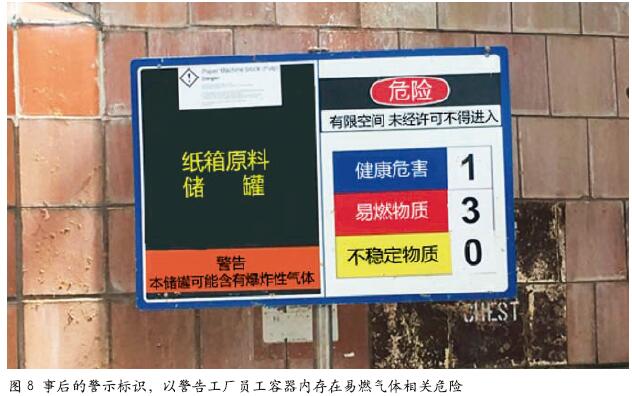 Paper Machine Stock (Pulp)
Danger
纸箱原料
储 罐
警告
本储罐可能含有爆炸性气体
危险
有限空间 未经许可不得进入
健康危害 1
易燃物质 3
不稳定物质 0
CHEST
图 8 事后的警示标识，以警告工厂员工容器内存在易燃气体相关危险